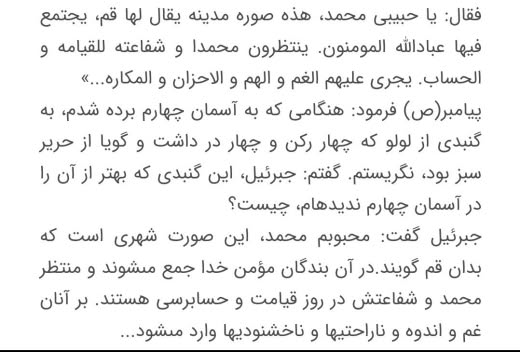 فقال: یا حبیبی محمد، هذه صوره مدینه یقال لها قم، یجتمع
فیها عبادالله المومنون. ینتظرون محمدا و شفاعته للقیامه و
الحساب. یجری علیهم الغم و الهم و الاحزان و المکاره...»
پیامبر(ص) فرمود: هنگامی که به آسمان چهارم برده شدم، به
گنبدی از لولو که چهار رکن و چهار در داشت و گویا از حریر
سبز بود، نگریستم. گفتم: جبرئیل، این گنبدی که بهتر از آن را
در آسمان چهارم ندیده‌ام، چیست؟
جبرئیل گفت: محبوبم محمد، این صورت شهری است که
بدان قم گویند.در آن بندگان مؤمن خدا جمع مىشوند و منتظر
محمد و شفاعتش در روز قیامت و حسابرسی هستند. بر آنان
غم و اندوه و ناراحتیها و ناخشنودیها وارد مىشود...